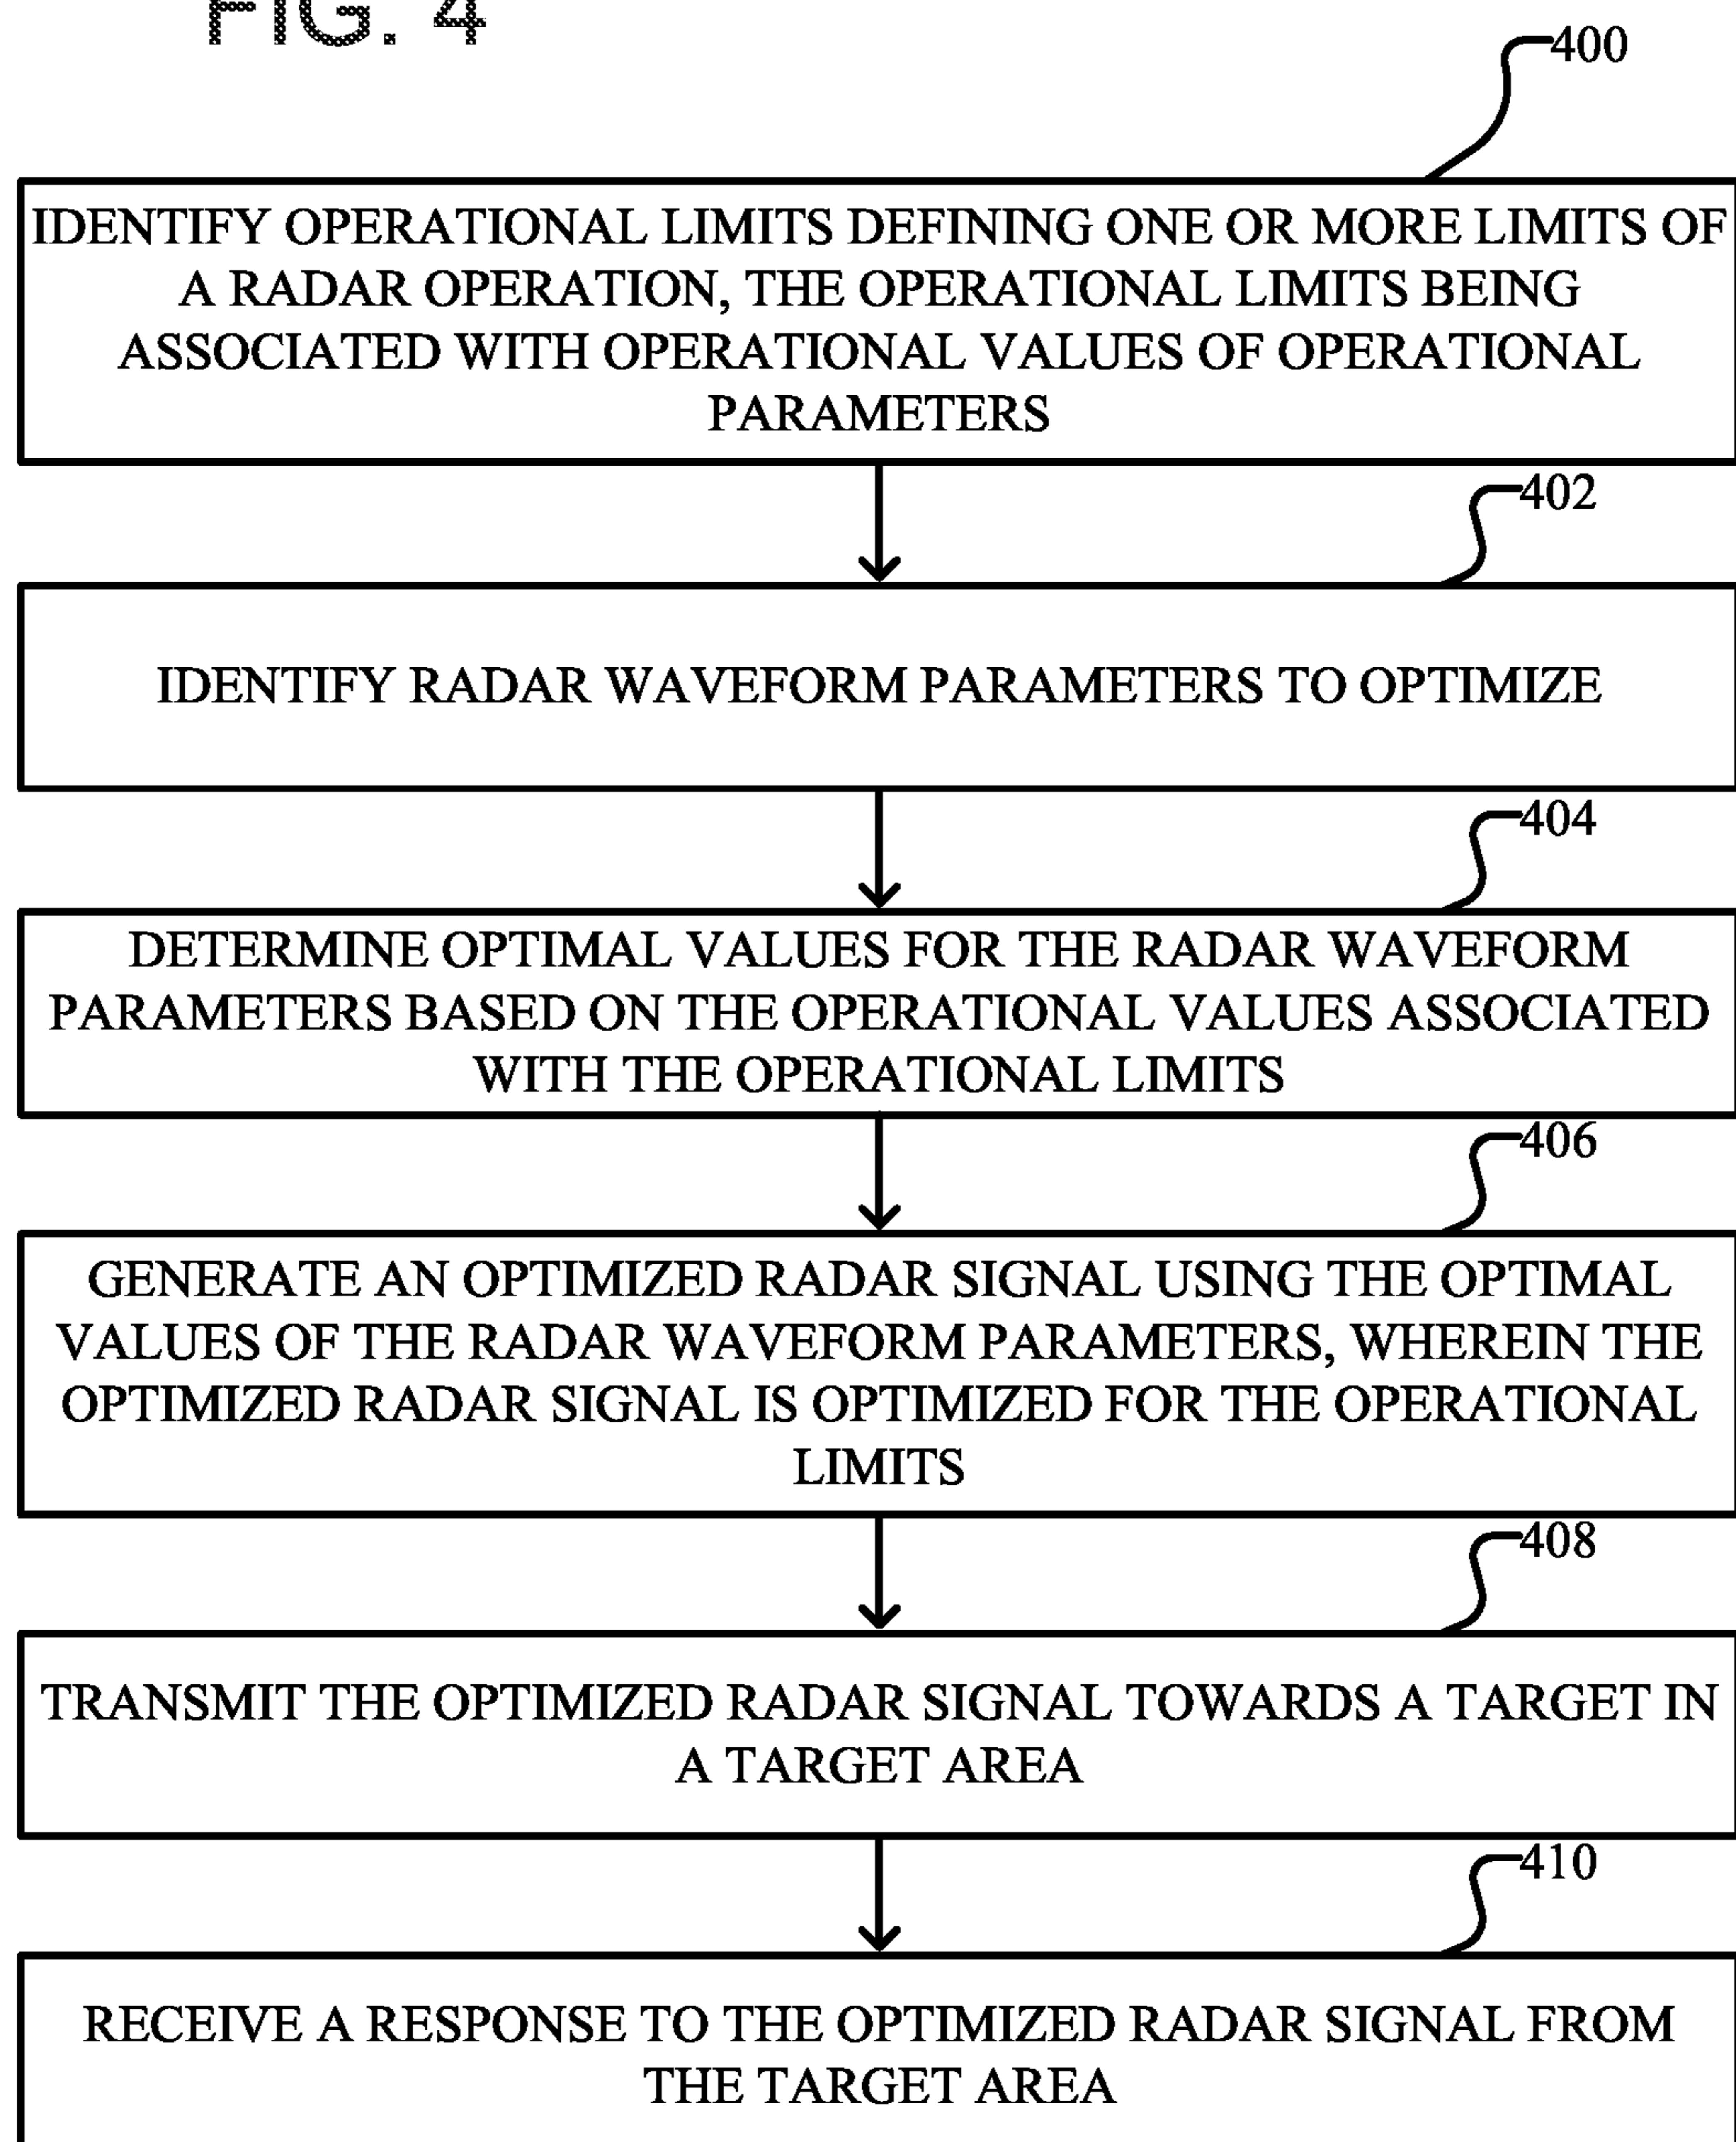 FIG. 4
400
IDENTIFY OPERATIONAL LIMITS DEFINING ONE OR MORE LIMITS OF
A RADAR OPERATION, THE OPERATIONAL LIMITS BEING
ASSOCIATED WITH OPERATIONAL VALUES OF OPERATIONAL
PARAMETERS
402
IDENTIFY RADAR WAVEFORM PARAMETERS TO OPTIMIZE
404
DETERMINE OPTIMAL VALUES FOR THE RADAR WAVEFORM
PARAMETERS BASED ON THE OPERATIONAL VALUES ASSOCIATED
WITH THE OPERATIONAL LIMITS
406
GENERATE AN OPTIMIZED RADAR SIGNAL USING THE OPTIMAL
VALUES OF THE RADAR WAVEFORM PARAMETERS, WHEREIN THE
OPTIMIZED RADAR SIGNAL IS OPTIMIZED FOR THE OPERATIONAL
LIMITS
408
TRANSMIT THE OPTIMIZED RADAR SIGNAL TOWARDS A TARGET IN
A TARGET AREA
410
RECEIVE A RESPONSE TO THE OPTIMIZED RADAR SIGNAL FROM
THE TARGET AREA